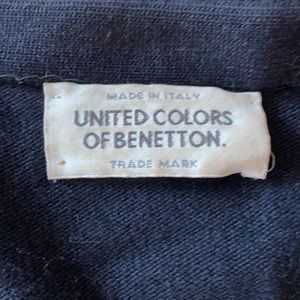 MADE IN ITALY
UNITED COLORS
OF BENETTON.
TRADE MARK